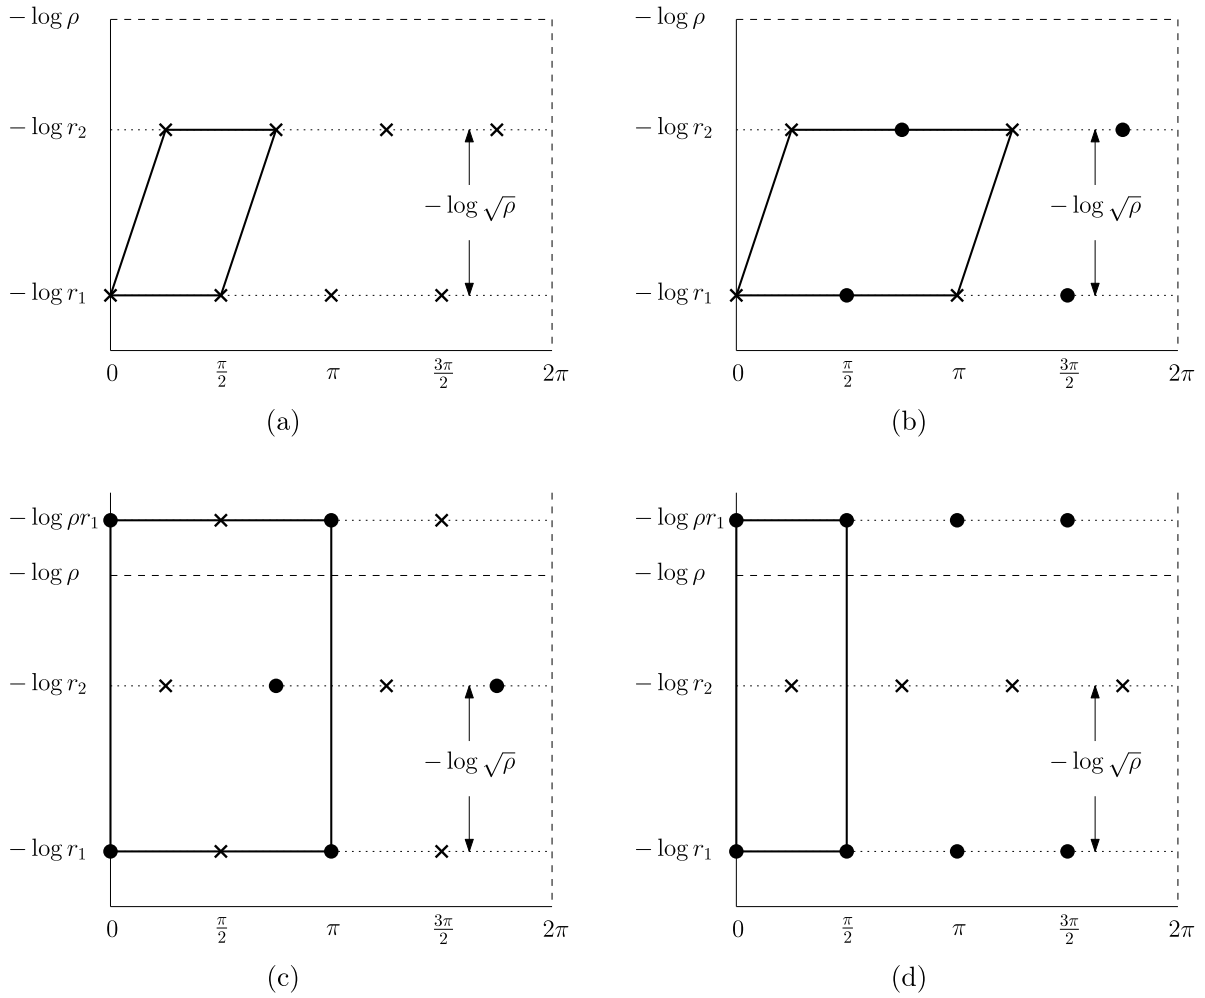 − log ρ − log ρ
− log r₂ − log r₂
− log √ρ − log √ρ
− log r₁ − log r₁
0 π/2 π 3π/2 2π 0 π/2 π 3π/2 2π
(a) (b)
− log ρr₁ − log ρr₁
− log ρ − log ρ
− log r₂ − log r₂
− log √ρ − log √ρ
− log r₁ − log r₁
0 π/2 π 3π/2 2π 0 π/2 π 3π/2 2π
(c) (d)